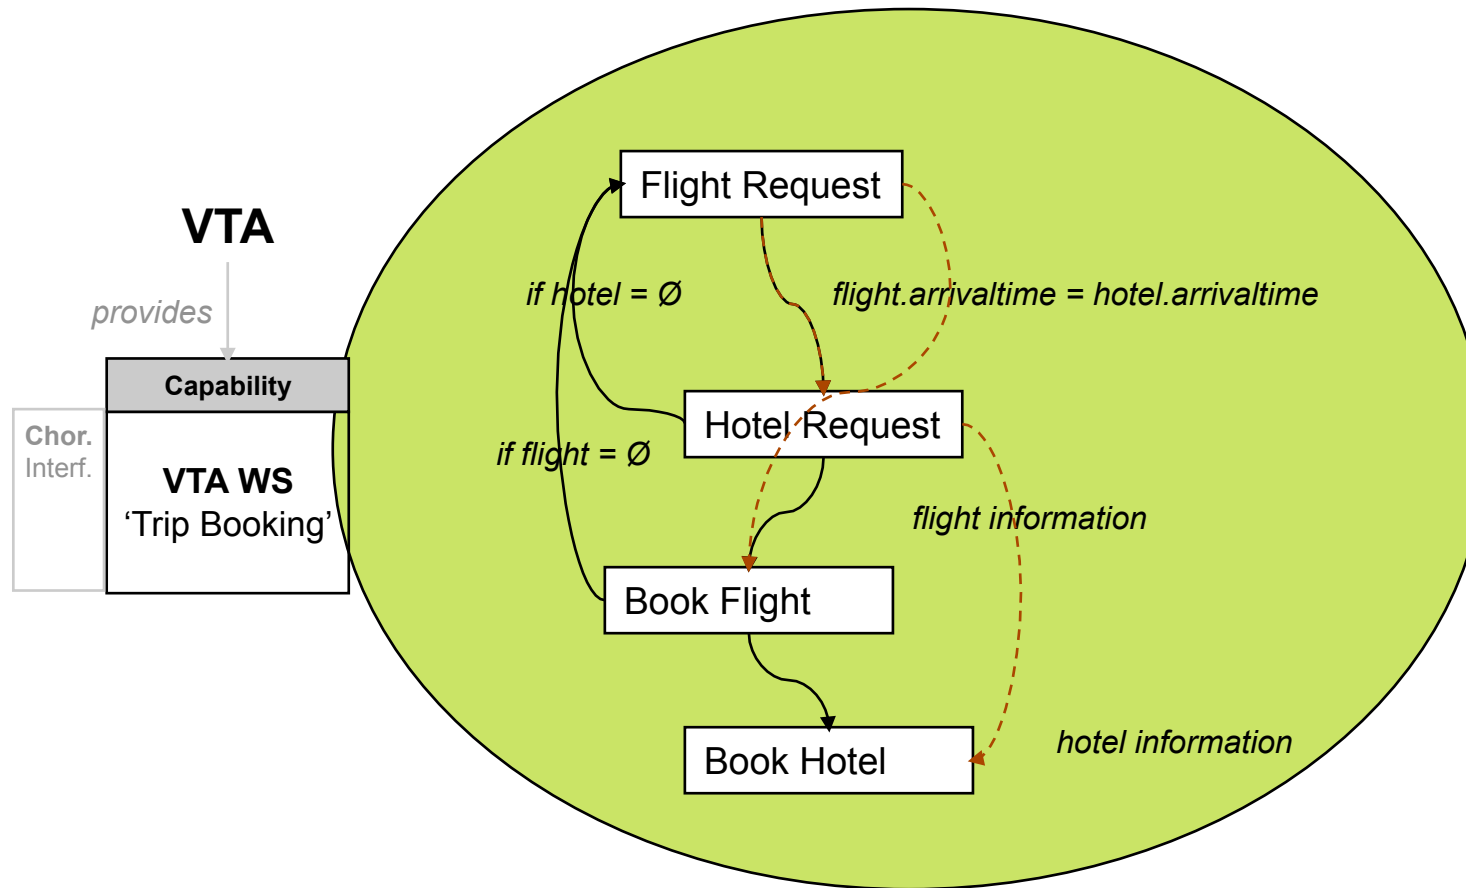 VTA
provides
Capability
Chor.
Interf.
VTA WS
‘Trip Booking’
Flight Request
if hotel = Ø
flight.arrivaltime = hotel.arrivaltime
Hotel Request
if flight = Ø
flight information
Book Flight
Book Hotel
hotel information